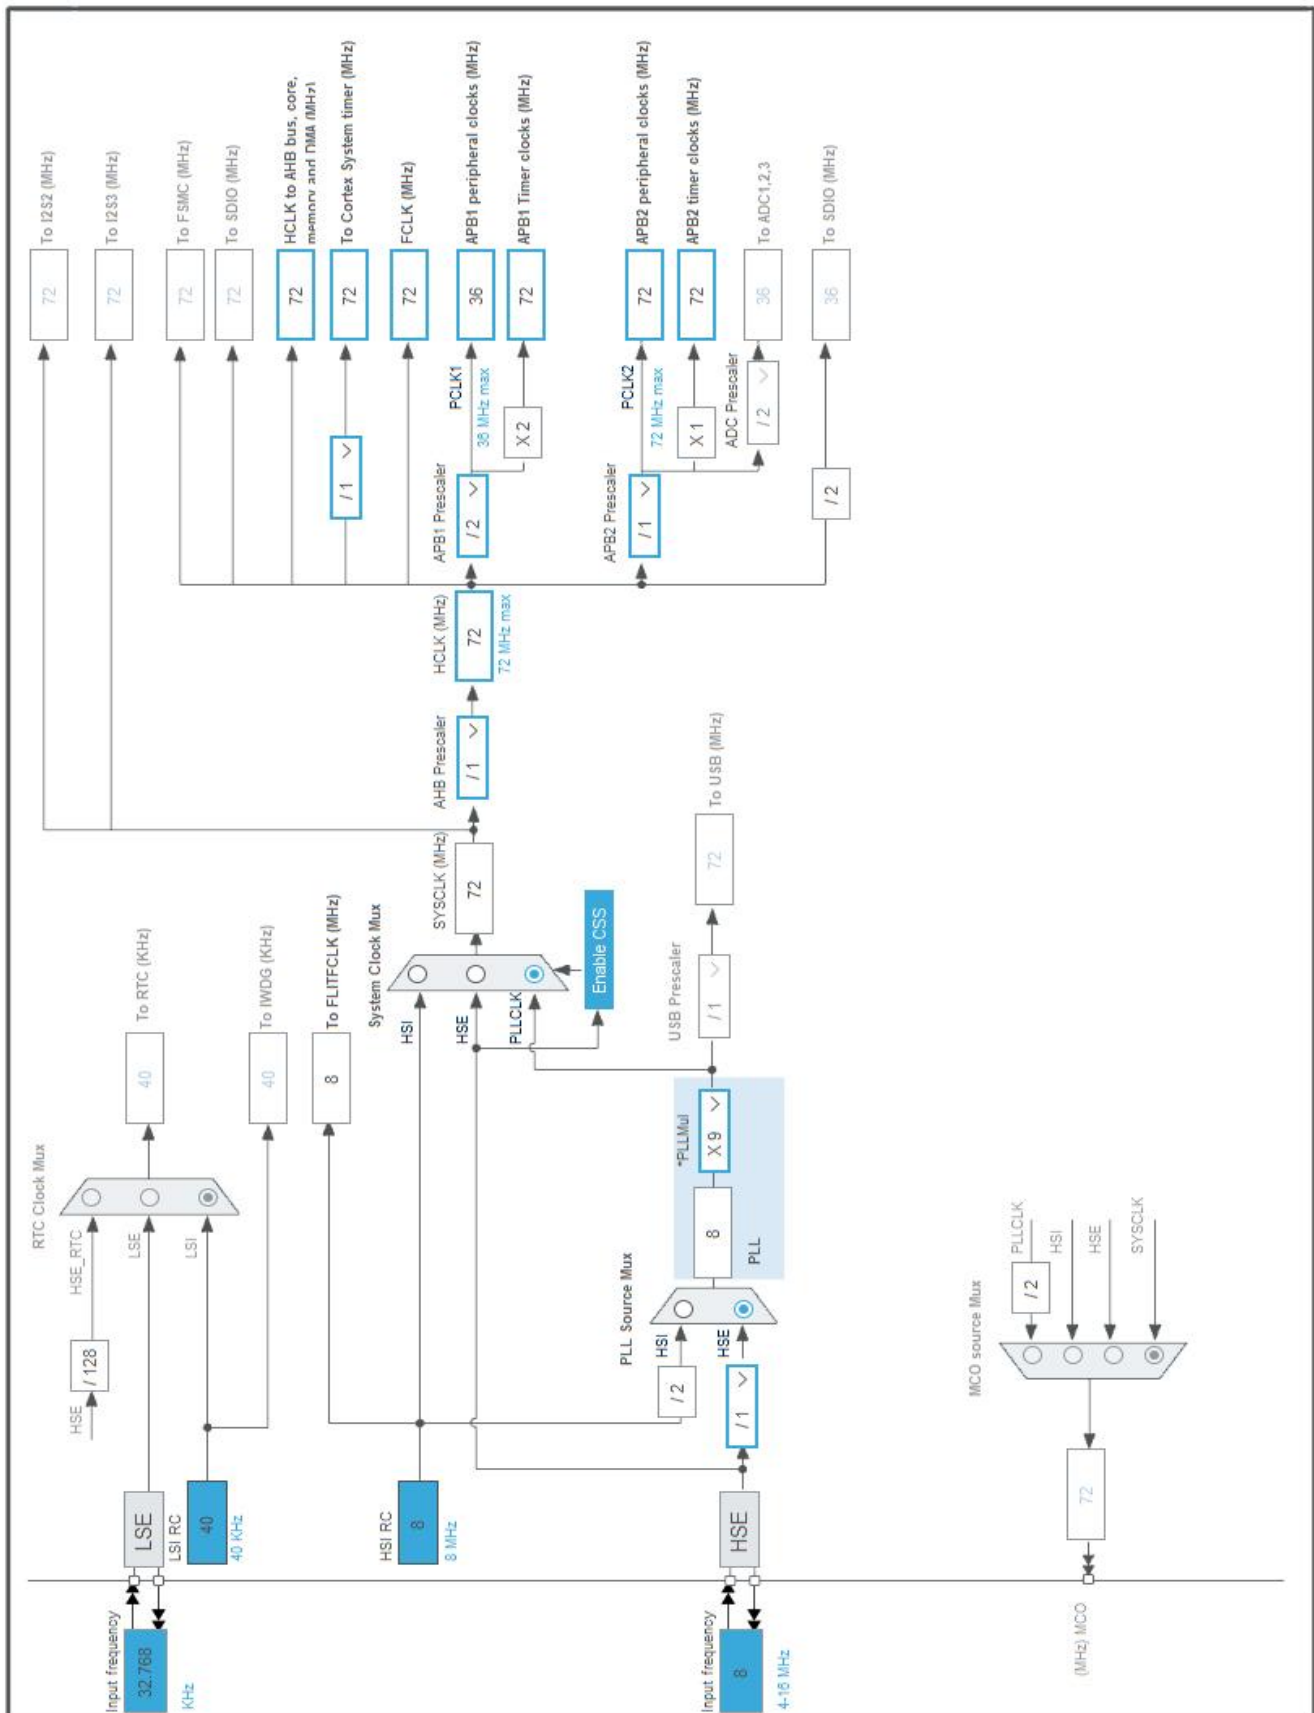 Input frequency
32.768
KHz
LSE
LSI RC
40
40 KHz
HSE
/ 128
HSE_RTC
LSE
LSI
RTC Clock Mux
40
To RTC (KHz)
40
To IWDG (KHz)
8
To FLITFCLK (MHz)
HSI RC
8
8 MHz
Input frequency
8
4-16 MHz
HSE
/ 1
/ 2
HSI
HSE
PLL Source Mux
8
PLL
*PLLMul
X 9
USB Prescaler
/ 1
72
To USB (MHz)
System Clock Mux
HSI
HSE
PLLCLK
Enable CSS
SYSCLK (MHz)
72
AHB Prescaler
/ 1
HCLK (MHz)
72
72 MHz max
72
To I2S2 (MHz)
72
To I2S3 (MHz)
72
To FSMC (MHz)
72
To SDIO (MHz)
72
HCLK to AHB bus, core,
memory and DMA (MHz)
/ 1
72
To Cortex System timer (MHz)
72
FCLK (MHz)
APB1 Prescaler
/ 2
PCLK1
36 MHz max
36
APB1 peripheral clocks (MHz)
X 2
72
APB1 Timer clocks (MHz)
APB2 Prescaler
/ 1
PCLK2
72 MHz max
72
APB2 peripheral clocks (MHz)
X 1
72
APB2 timer clocks (MHz)
ADC Prescaler
/ 2
36
To ADC1,2,3
/ 2
36
To SDIO (MHz)
MCO source Mux
PLLCLK
/ 2
HSI
HSE
SYSCLK
72
(MHz) MCO